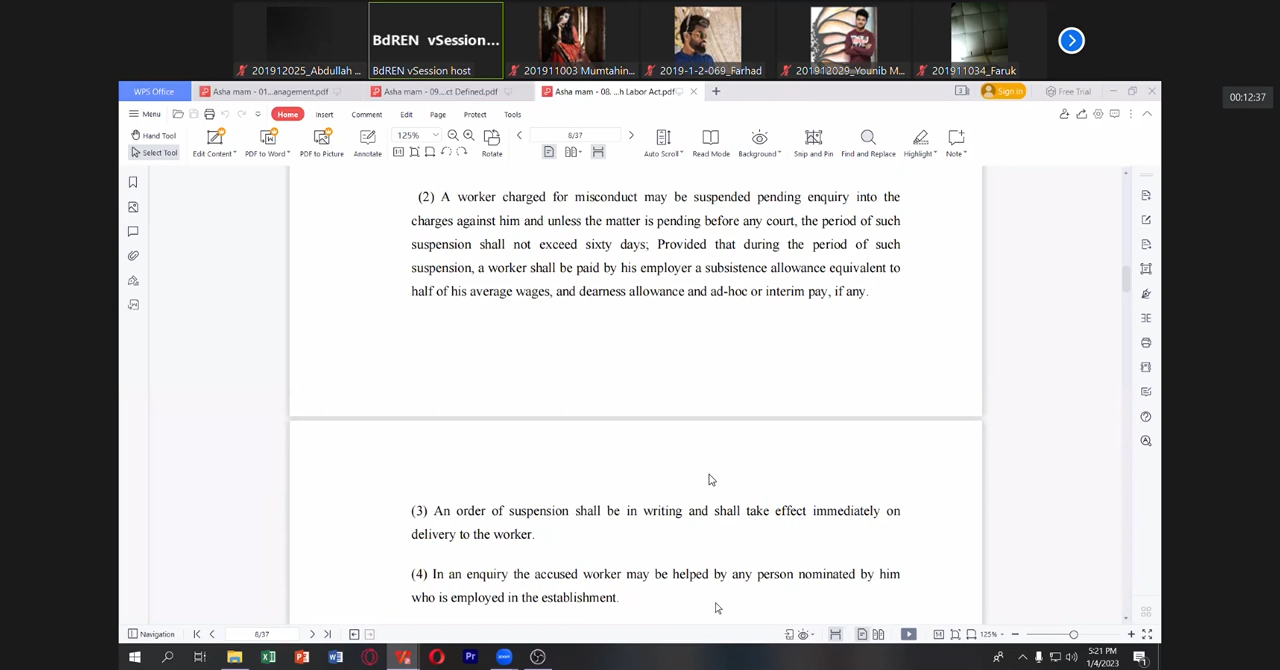 BdREN vSession...
201912025_Abdullah ...
BdREN vSession host
201911003 Mumtahin...
2019-1-2-069_Farhad
201912029_Younib M...
201911034_Faruk
00:12:37
WPS Office
Asha mam - 01....anagement.pdf
Asha mam - 09....ct Defined.pdf
Asha mam - 08. ...h Labor Act.pdf
Sign in
Free Trial
Menu
Home
Insert
Comment
Edit
Page
Protect
Tools
Hand Tool
Select Tool
Edit Content
PDF to Word
PDF to Picture
Annotate
125%
Rotate
8/37
Auto Scroll
Read Mode
Background
Snip and Pin
Find and Replace
Highlight
Note
(2) A worker charged for misconduct may be suspended pending enquiry into the
charges against him and unless the matter is pending before any court, the period of such
suspension shall not exceed sixty days; Provided that during the period of such
suspension, a worker shall be paid by his employer a subsistence allowance equivalent to
half of his average wages, and dearness allowance and ad-hoc or interim pay, if any.
(3) An order of suspension shall be in writing and shall take effect immediately on
delivery to the worker.
(4) In an enquiry the accused worker may be helped by any person nominated by him
who is employed in the establishment.
Navigation
8/37
125%
5:21 PM
1/4/2023